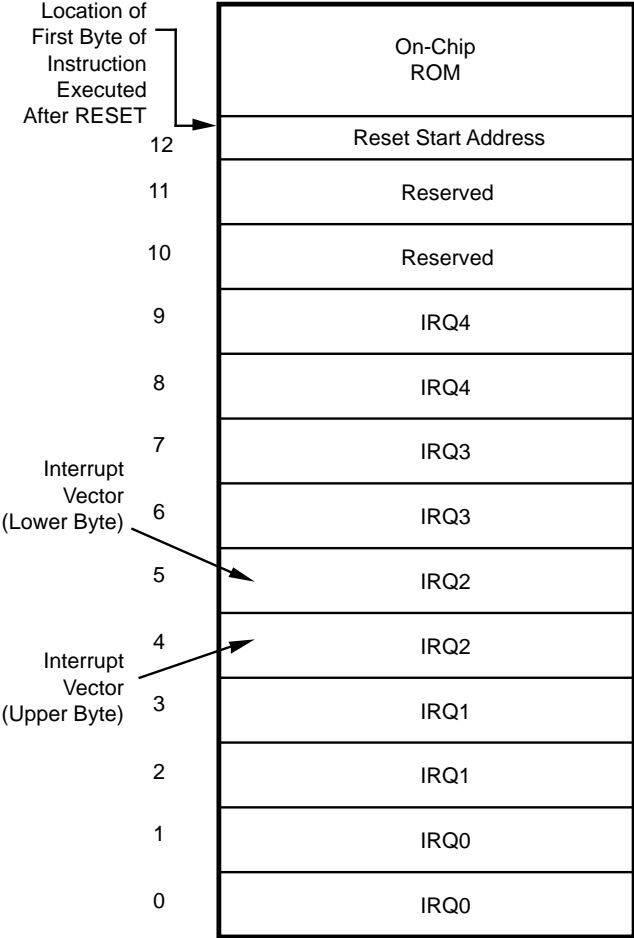 Location of
First Byte of
Instruction
Executed
After RESET
On-Chip
ROM
12
Reset Start Address
11
Reserved
10
Reserved
9
IRQ4
8
IRQ4
7
IRQ3
Interrupt
Vector
(Lower Byte)
6
IRQ3
5
IRQ2
4
IRQ2
Interrupt
Vector
(Upper Byte)
3
IRQ1
2
IRQ1
1
IRQ0
0
IRQ0